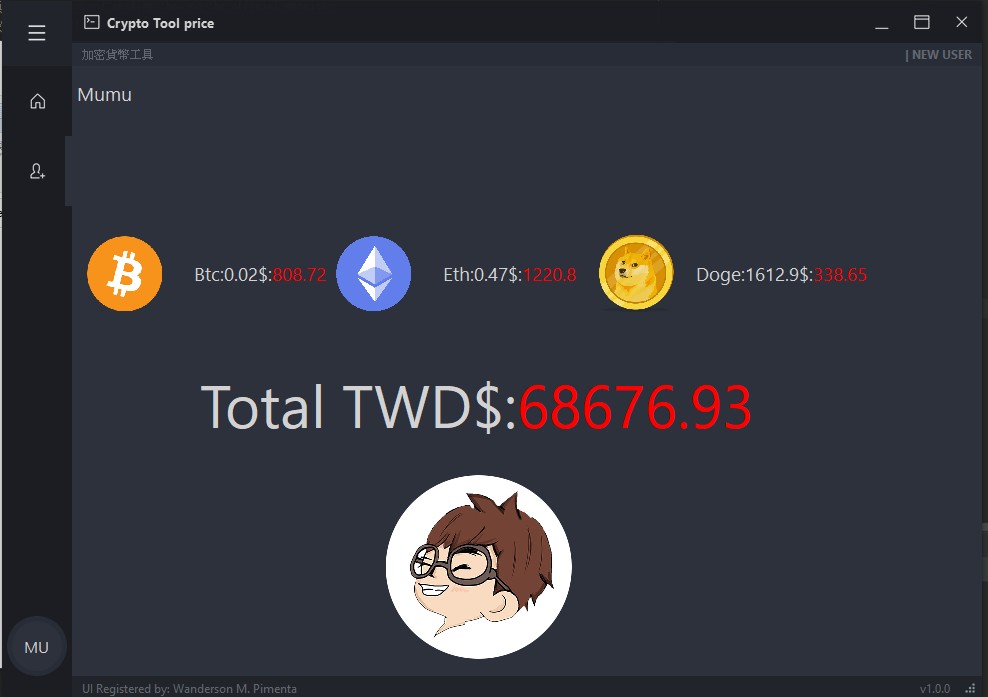 Crypto Tool price
加密貨幣工具
| NEW USER
Mumu
Btc:0.02$:808.72
Eth:0.47$:1220.8
Doge:1612.9$:338.65
Total TWD$:68676.93
MU
UI Registered by: Wanderson M. Pimenta
v1.0.0